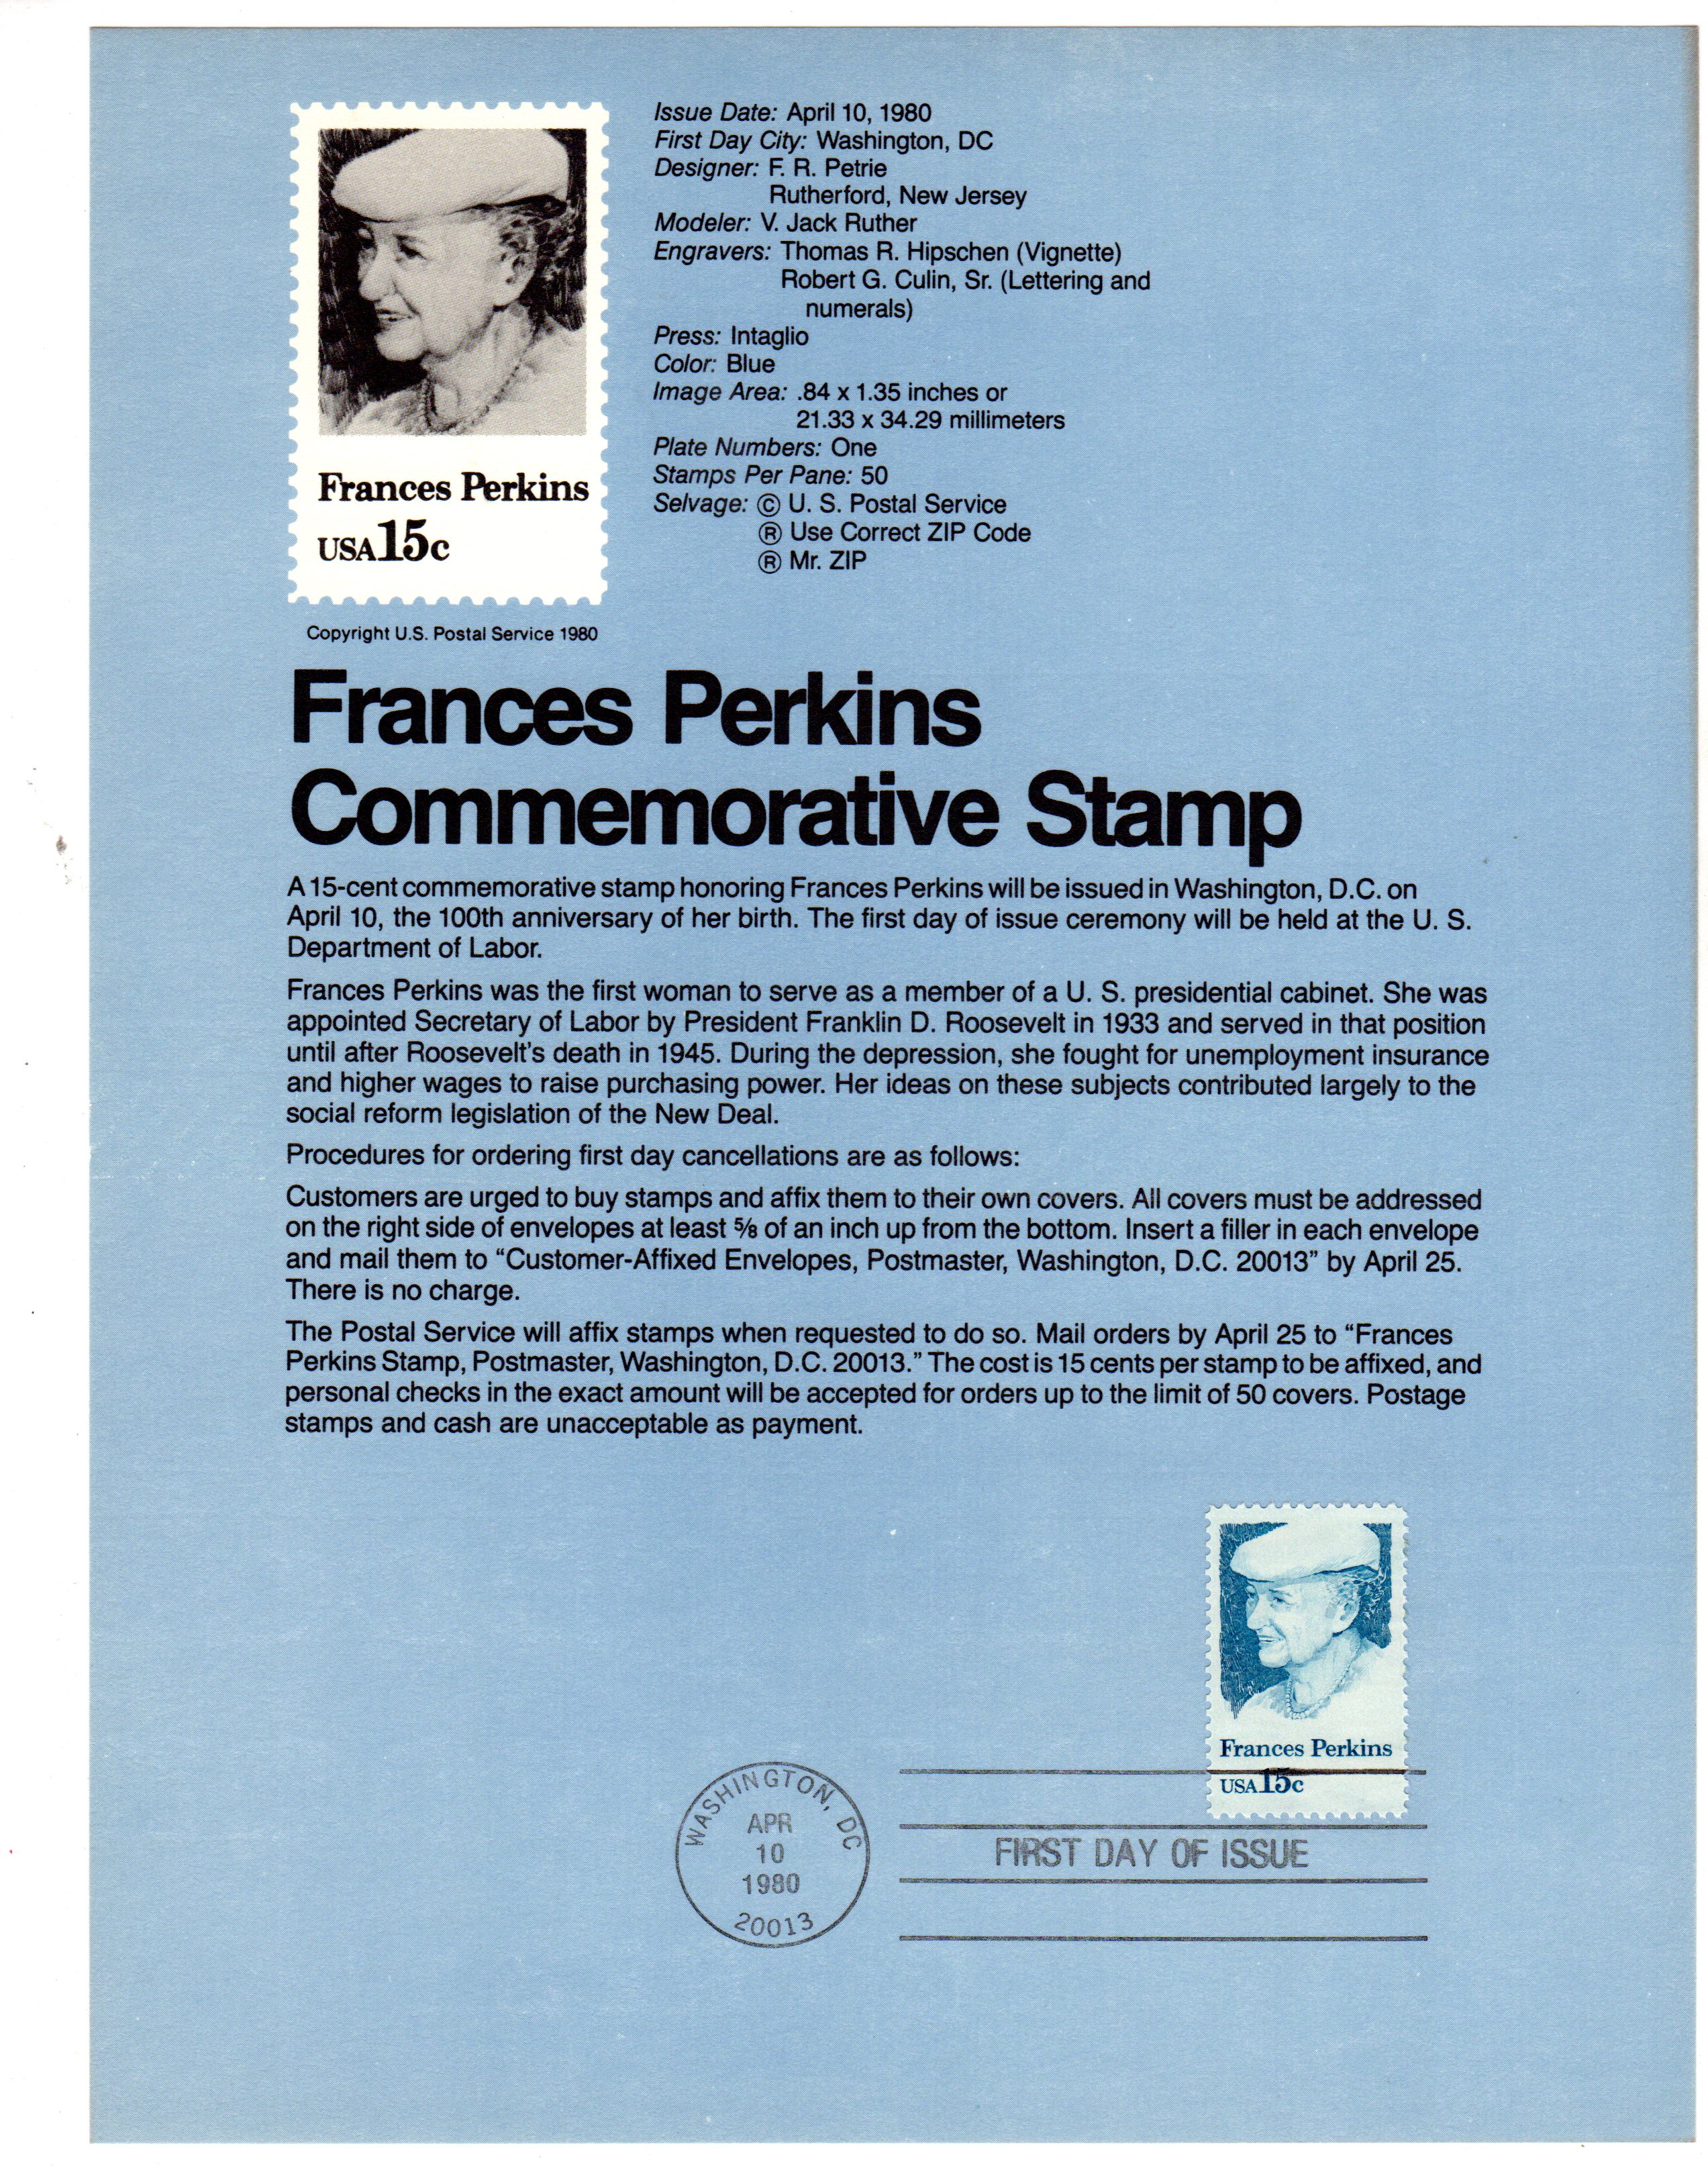 Frances Perkins
USA 15c
Copyright U.S. Postal Service 1980
Issue Date: April 10, 1980
First Day City: Washington, DC
Designer: F. R. Petrie
Rutherford, New Jersey
Modeler: V. Jack Ruther
Engravers: Thomas R. Hipschen (Vignette)
Robert G. Culin, Sr. (Lettering and
numerals)
Press: Intaglio
Color: Blue
Image Area: .84 x 1.35 inches or
21.33 x 34.29 millimeters
Plate Numbers: One
Stamps Per Pane: 50
Selvage: © U. S. Postal Service
® Use Correct ZIP Code
® Mr. ZIP
Frances Perkins
Commemorative Stamp
A 15-cent commemorative stamp honoring Frances Perkins will be issued in Washington, D.C. on
April 10, the 100th anniversary of her birth. The first day of issue ceremony will be held at the U. S.
Department of Labor.
Frances Perkins was the first woman to serve as a member of a U. S. presidential cabinet. She was
appointed Secretary of Labor by President Franklin D. Roosevelt in 1933 and served in that position
until after Roosevelt's death in 1945. During the depression, she fought for unemployment insurance
and higher wages to raise purchasing power. Her ideas on these subjects contributed largely to the
social reform legislation of the New Deal.
Procedures for ordering first day cancellations are as follows:
Customers are urged to buy stamps and affix them to their own covers. All covers must be addressed
on the right side of envelopes at least ⅝ of an inch up from the bottom. Insert a filler in each envelope
and mail them to “Customer-Affixed Envelopes, Postmaster, Washington, D.C. 20013” by April 25.
There is no charge.
The Postal Service will affix stamps when requested to do so. Mail orders by April 25 to “Frances
Perkins Stamp, Postmaster, Washington, D.C. 20013.” The cost is 15 cents per stamp to be affixed, and
personal checks in the exact amount will be accepted for orders up to the limit of 50 covers. Postage
stamps and cash are unacceptable as payment.
Frances Perkins
USA 15c
WASHINGTON, DC
APR
10
1980
20013
FIRST DAY OF ISSUE